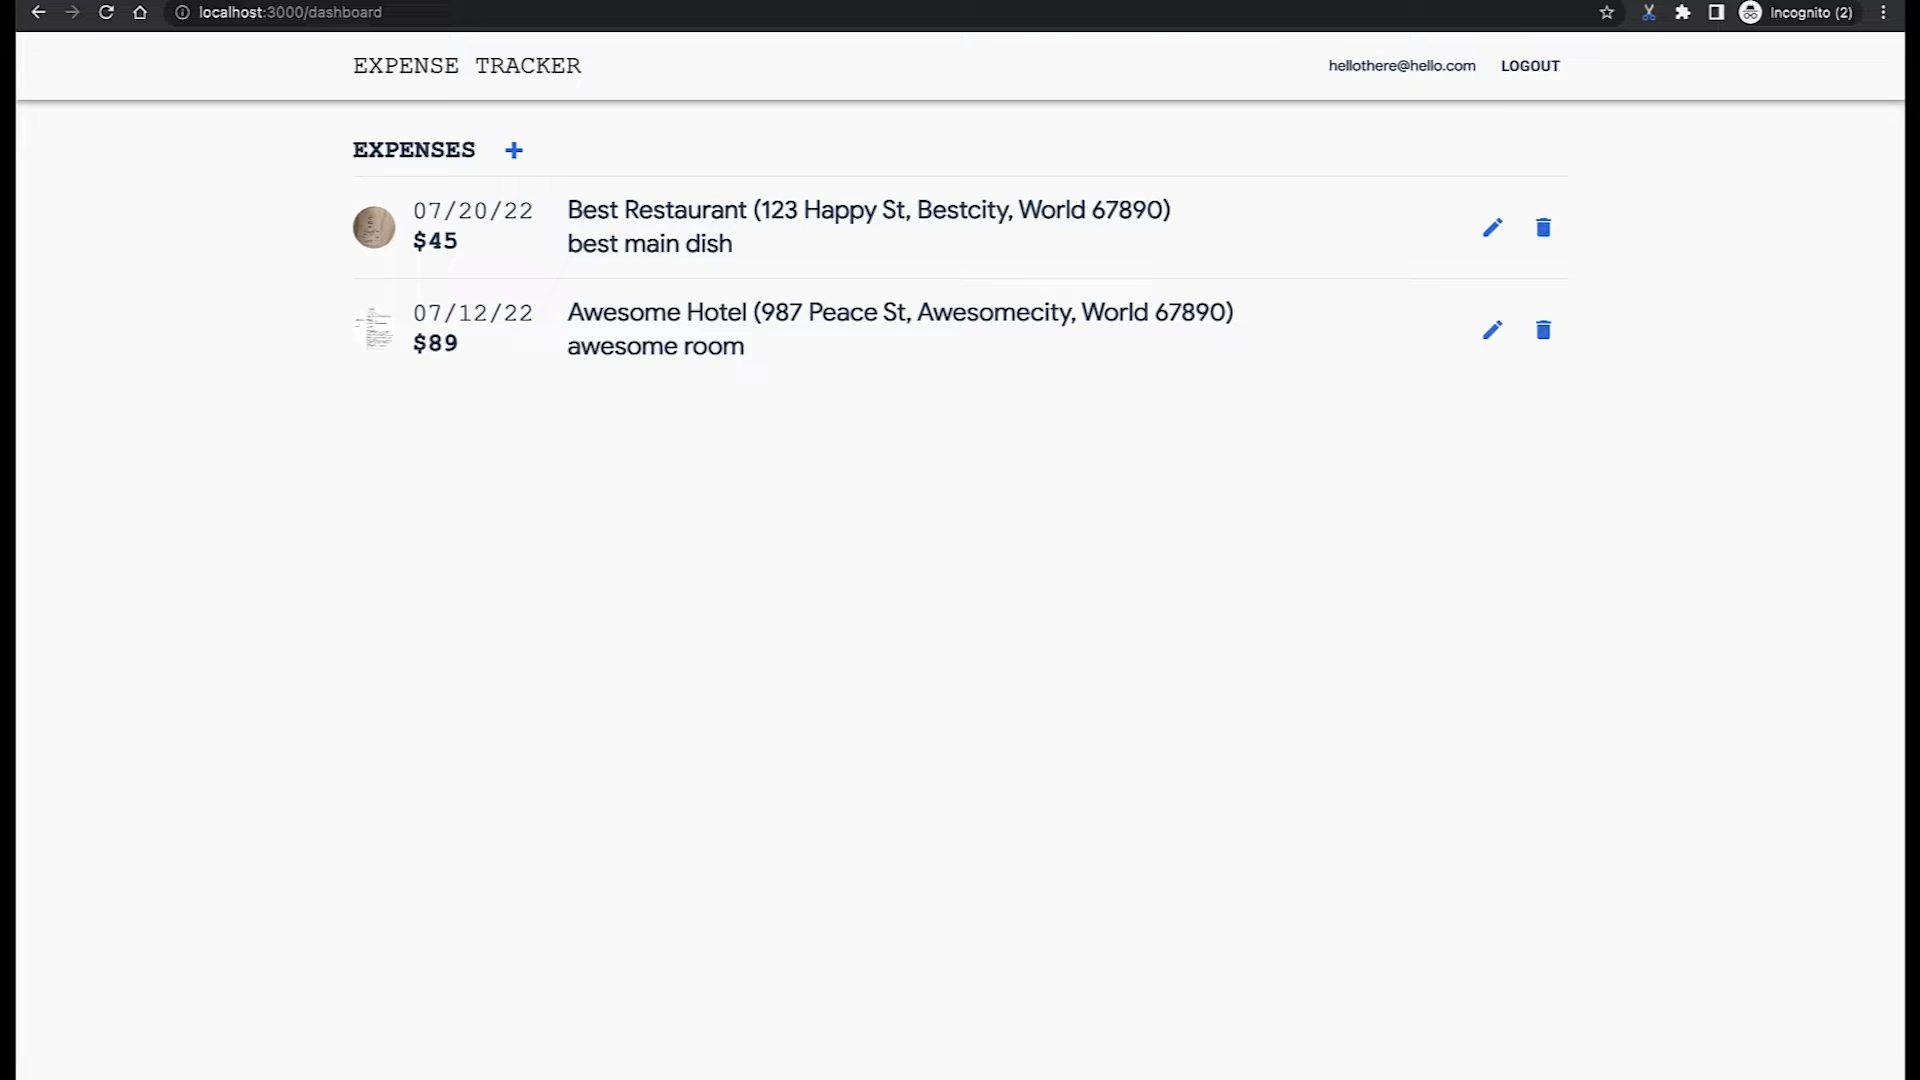 localhost:3000/dashboard
Incognito (2)
EXPENSE TRACKER
hellothere@hello.com LOGOUT
EXPENSES +
07/20/22
$45
Best Restaurant (123 Happy St, Bestcity, World 67890)
best main dish
07/12/22
$89
Awesome Hotel (987 Peace St, Awesomecity, World 67890)
awesome room